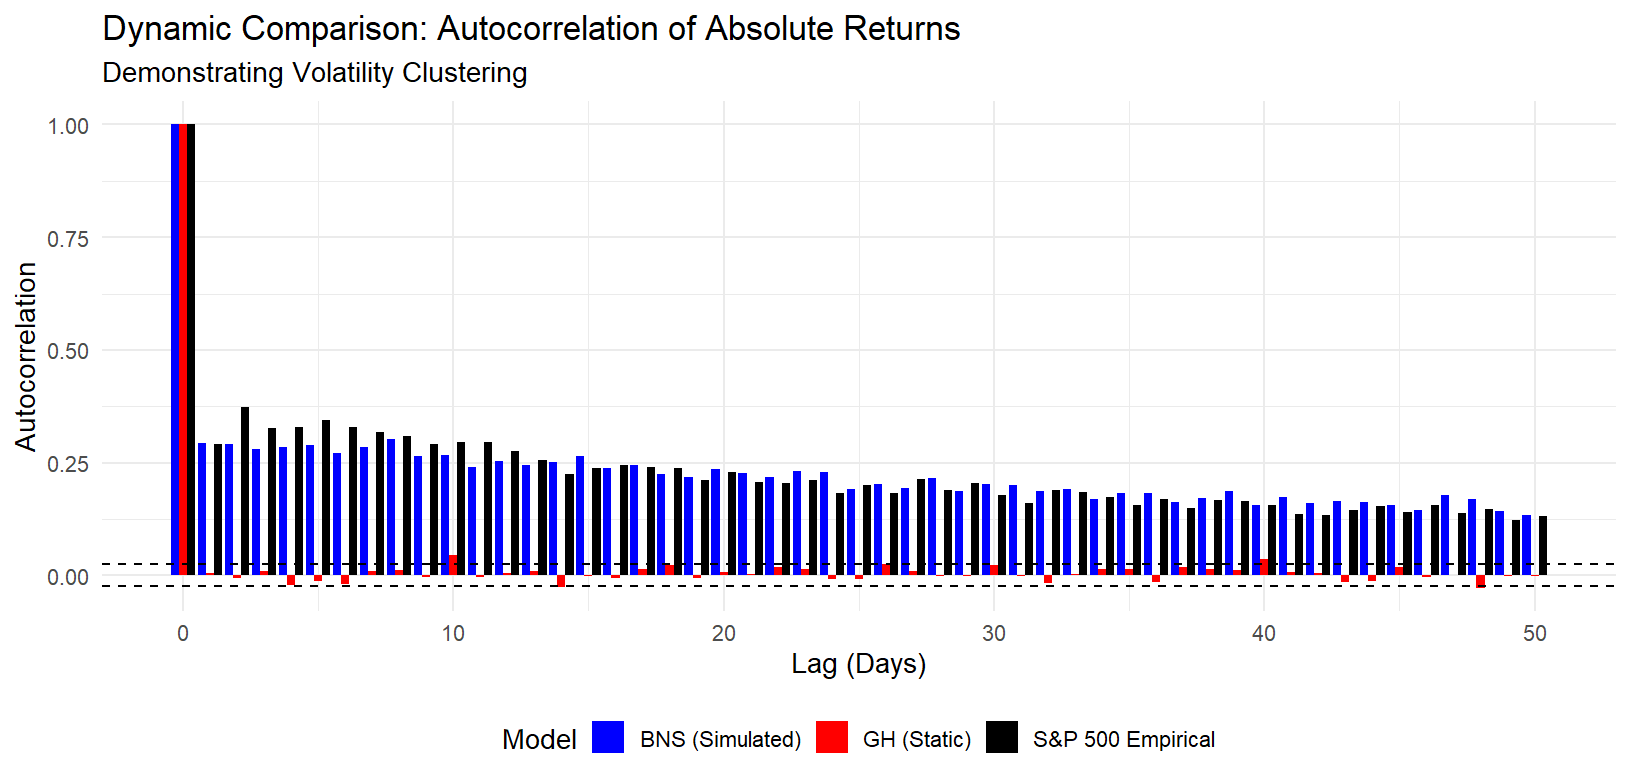 Dynamic Comparison: Autocorrelation of Absolute Returns
Demonstrating Volatility Clustering
Autocorrelation
1.00
0.75
0.50
0.25
0.00
0 10 20 30 40 50
Lag (Days)
Model BNS (Simulated) GH (Static) S&P 500 Empirical